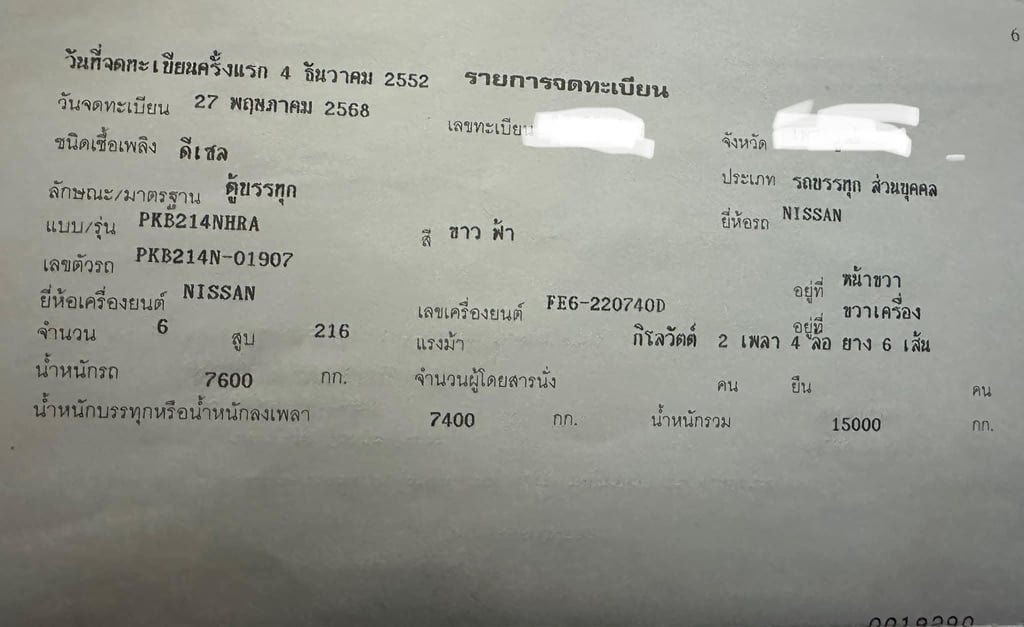 6
วันที่จดทะเบียนครั้งแรก 4 ธันวาคม 2552 รายการจดทะเบียน
วันจดทะเบียน 27 พฤษภาคม 2568 เลขทะเบียน จังหวัด
ชนิดเชื้อเพลิง ดีเซล ประเภท รถบรรทุก ส่วนบุคคล
ลักษณะ/มาตรฐาน ตู้บรรทุก ยี่ห้อรถ NISSAN
แบบ/รุ่น PKB214NHRA สี ขาว ฟ้า
เลขตัวรถ PKB214N-01907 อยู่ที่ หน้าขวา
ยี่ห้อเครื่องยนต์ NISSAN เลขเครื่องยนต์ FE6-220740D อยู่ที่ ขวาเครื่อง
จำนวน 6 สูบ 216 แรงม้า กิโลวัตต์ 2 เพลา 4 ล้อ ยาง 6 เส้น
น้ำหนักรถ 7600 กก. จำนวนผู้โดยสารนั่ง คน ยืน คน
น้ำหนักบรรทุกหรือน้ำหนักลงเพลา 7400 กก. น้ำหนักรวม 15000 กก.